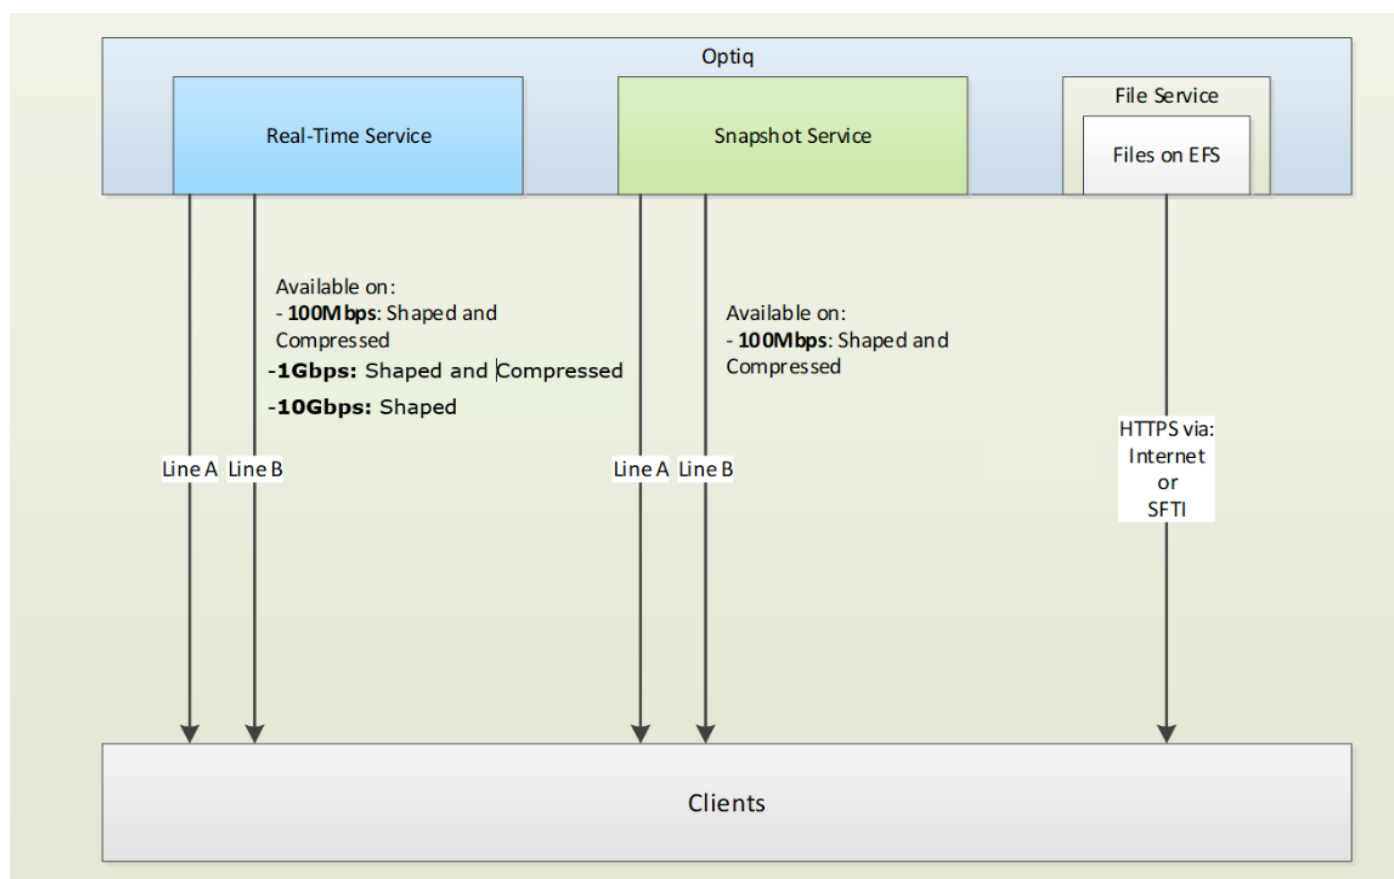 Optiq
Real-Time Service
Snapshot Service
File Service
Files on EFS
Available on:
- 100Mbps: Shaped and
Compressed
-1Gbps: Shaped and Compressed
-10Gbps: Shaped
Available on:
- 100Mbps: Shaped and
Compressed
HTTPS via:
Internet
or
SFTI
Line A
Line B
Line A
Line B
Clients